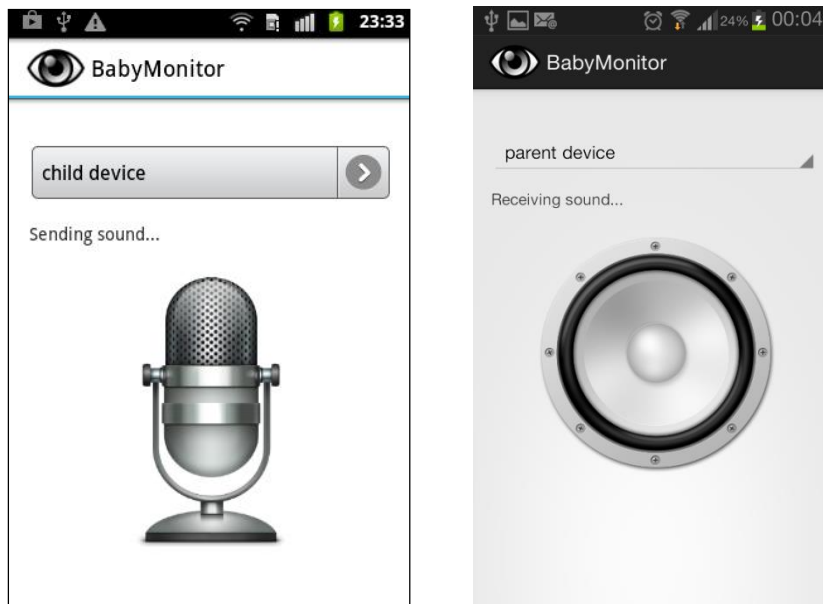 23:33
BabyMonitor
child device
Sending sound...
24% 00:04
BabyMonitor
parent device
Receiving sound...